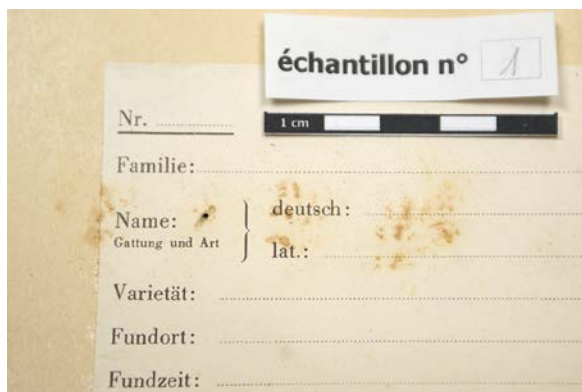 échantillon n° 1
1 cm
Nr. ....................
Familie: ....................
Name: deutsch: ....................
Gattung und Art lat.: ....................
Varietät: ....................
Fundort: ....................
Fundzeit: ....................